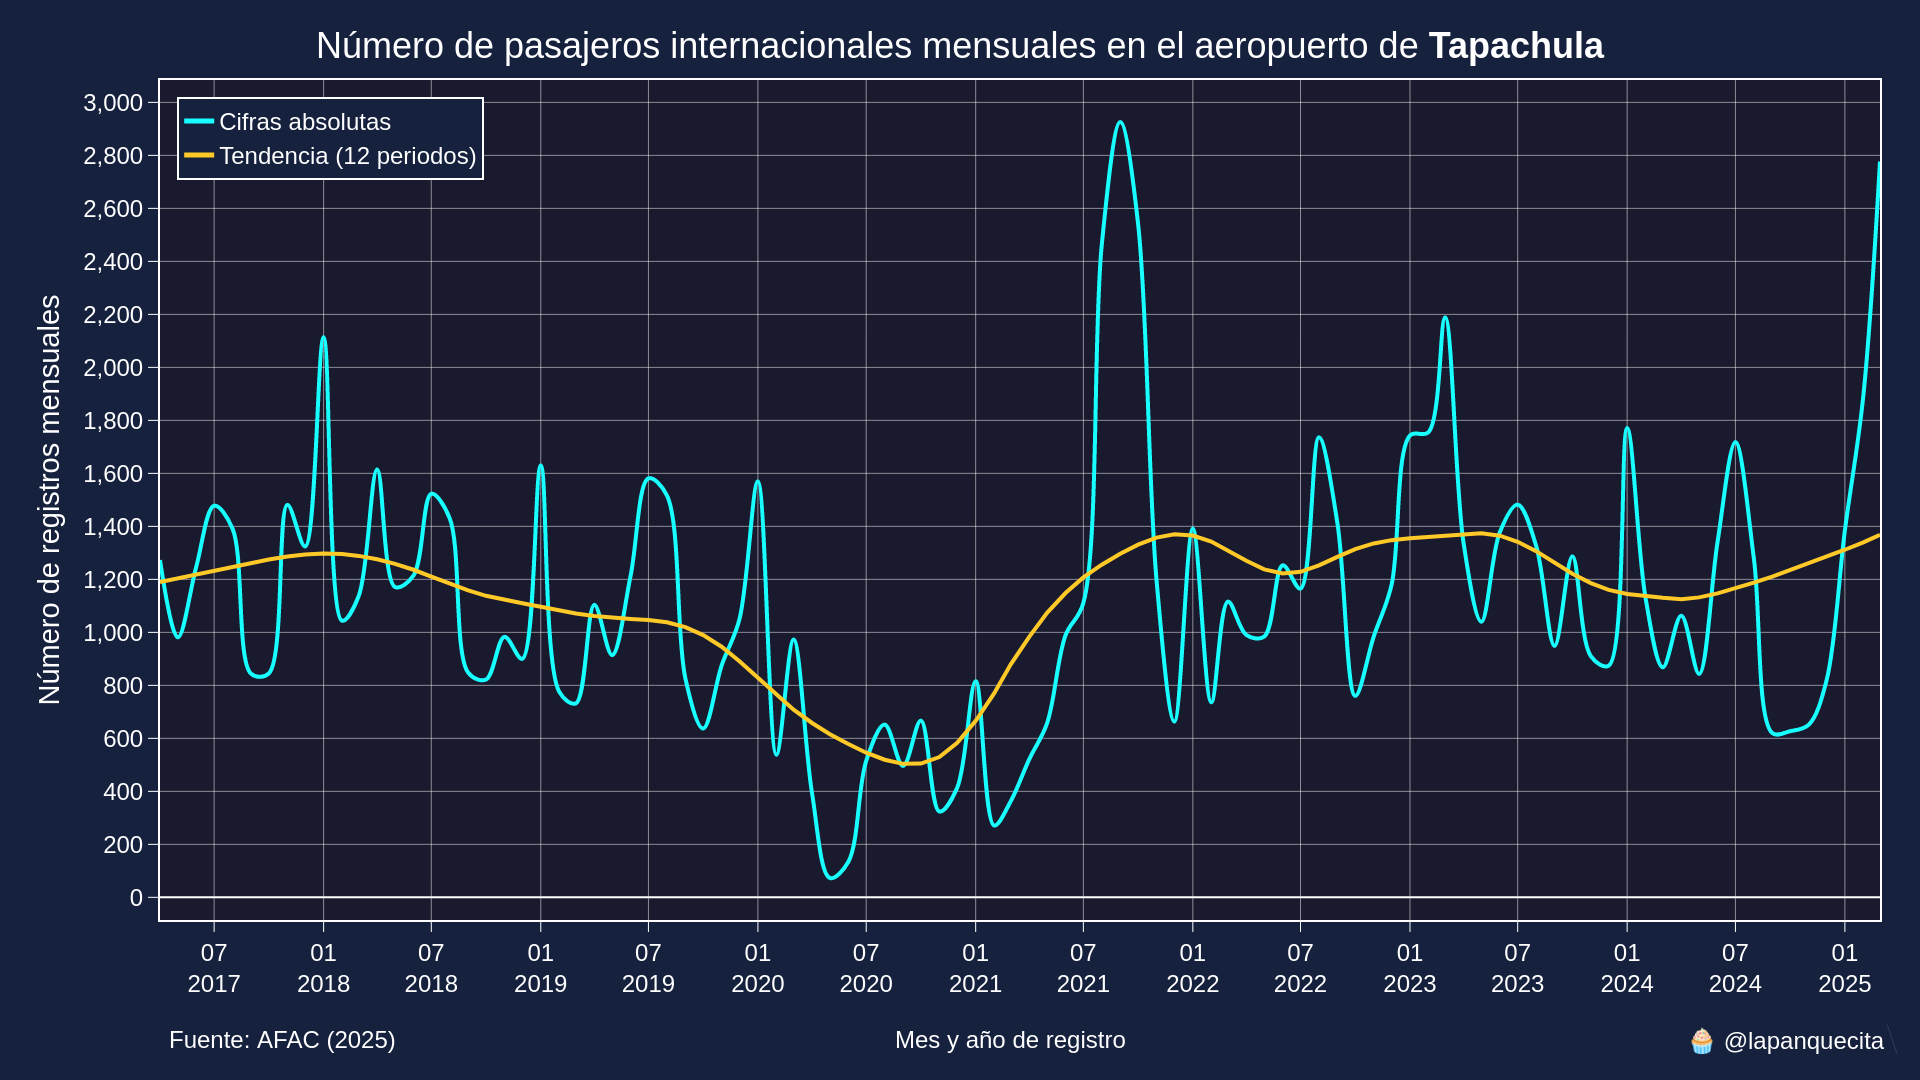 Número de pasajeros internacionales mensuales en el aeropuerto de Tapachula
Cifras absolutas
Tendencia (12 periodos)
Número de registros mensuales
3,000
2,800
2,600
2,400
2,200
2,000
1,800
1,600
1,400
1,200
1,000
800
600
400
200
0
07 01 07 01 07 01 07 01 07 01 07 01 07 01 07 01
2017 2018 2018 2019 2019 2020 2020 2021 2021 2022 2022 2023 2023 2024 2024 2025
Fuente: AFAC (2025)
Mes y año de registro
🧁 @lapanquecita